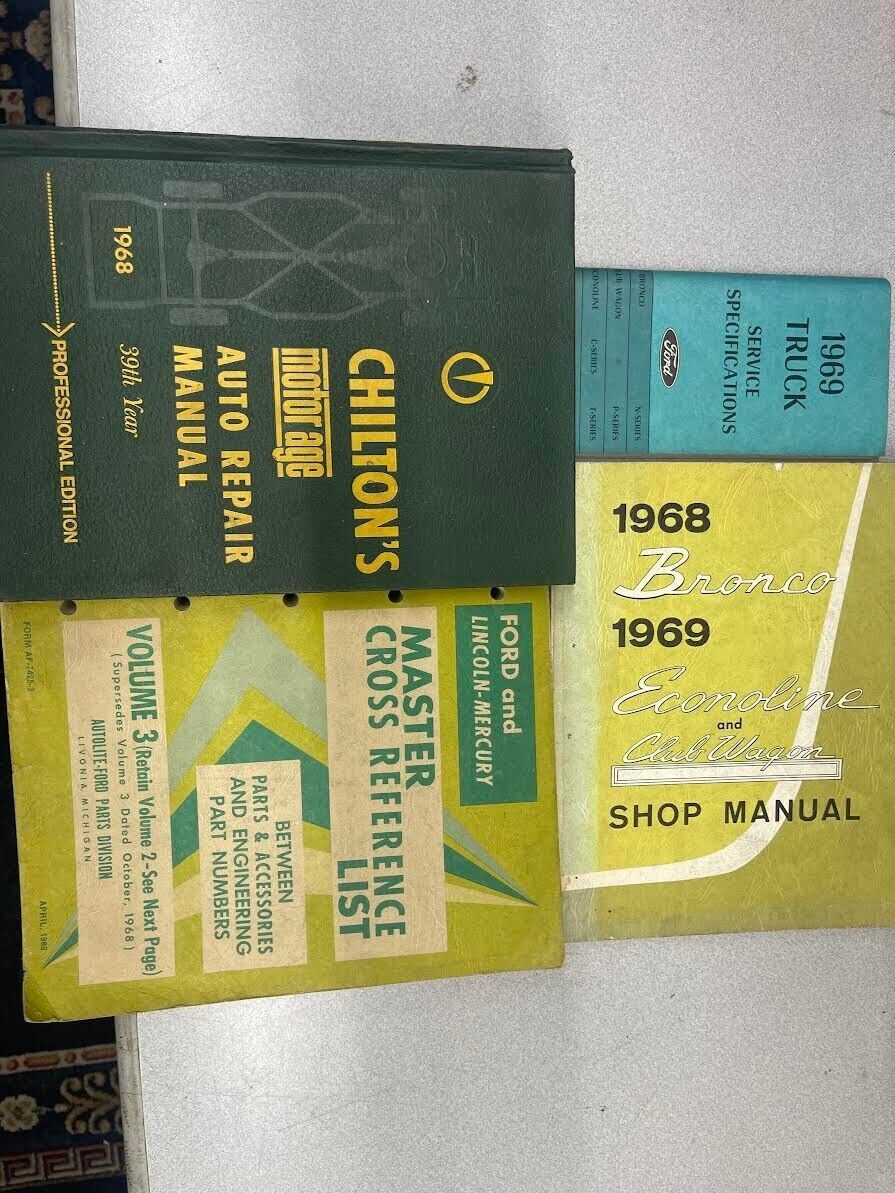 CHILTON'S
motor age
AUTO REPAIR
MANUAL
1968
39th Year
PROFESSIONAL EDITION
1969
TRUCK
SERVICE
SPECIFICATIONS
Ford
BRONCO
N-SERIES
P-SERIES
C-SERIES
T-SERIES
1968
Bronco
1969
Econoline
and
Club Wagon
SHOP MANUAL
FORD and
LINCOLN-MERCURY
MASTER
CROSS REFERENCE
LIST
BETWEEN
PARTS & ACCESSORIES
AND ENGINEERING
PART NUMBERS
VOLUME 3 (Retain Volume 2-See Next Page)
(Supersedes Volume 3 Dated October, 1968)
AUTOLITE-FORD PARTS DIVISION
LIVONIA, MICHIGAN
APRIL, 1969